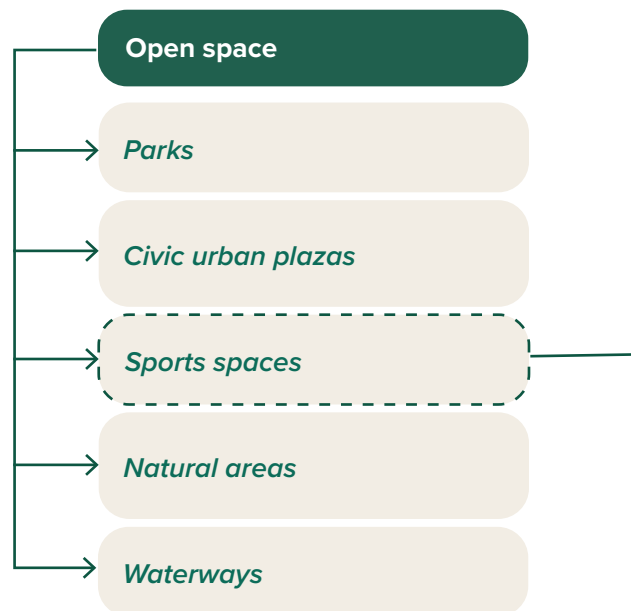 Open space
Parks
Civic urban plazas
Sports spaces
Natural areas
Waterways